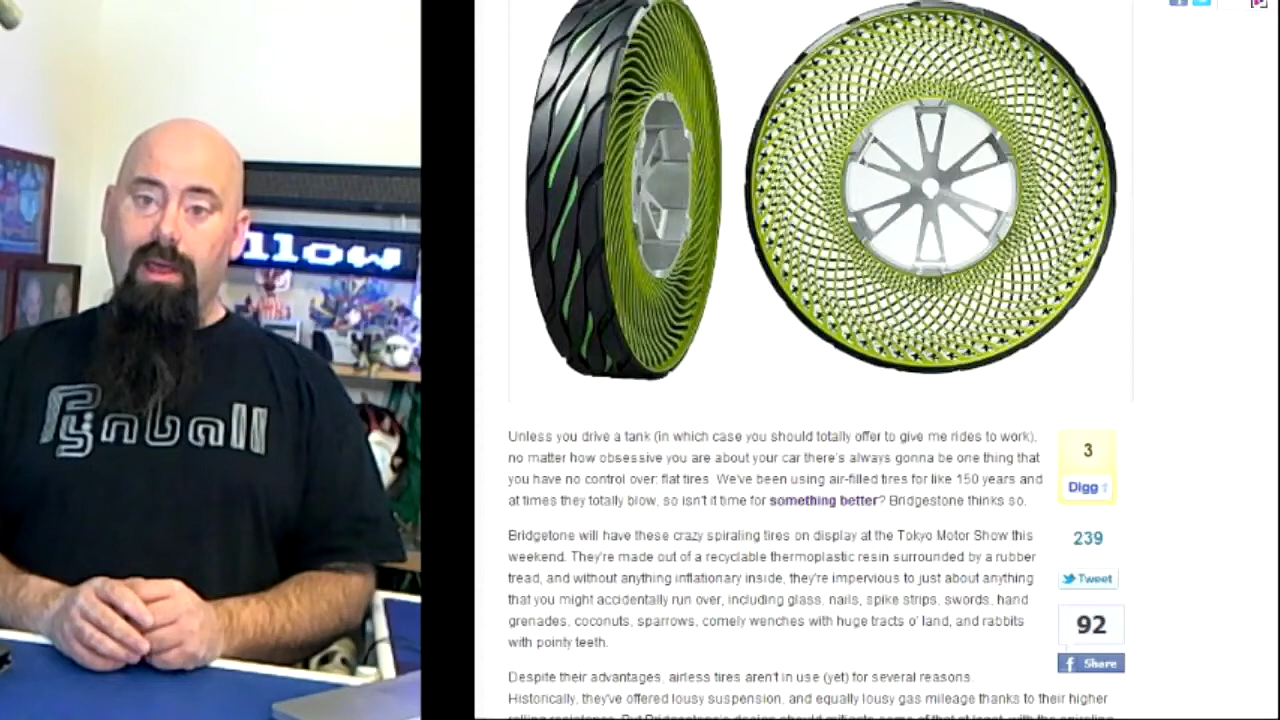 llow
Pynball
Unless you drive a tank (in which case you should totally offer to give me rides to work),
no matter how obsessive you are about your car there's always gonna be one thing that
you have no control over: flat tires. We've been using air-filled tires for like 150 years and
at times they totally blow, so isn't it time for something better? Bridgestone thinks so.
Bridgetone will have these crazy spiraling tires on display at the Tokyo Motor Show this
weekend. They're made out of a recyclable thermoplastic resin surrounded by a rubber
tread, and without anything inflationary inside, they're impervious to just about anything
that you might accidentally run over, including glass, nails, spike strips, swords, hand
grenades, coconuts, sparrows, comely wenches with huge tracts o' land, and rabbits
with pointy teeth.
Despite their advantages, airless tires aren't in use (yet) for several reasons.
Historically, they've offered lousy suspension, and equally lousy gas mileage thanks to their higher
3
Digg
239
Tweet
92
f Share